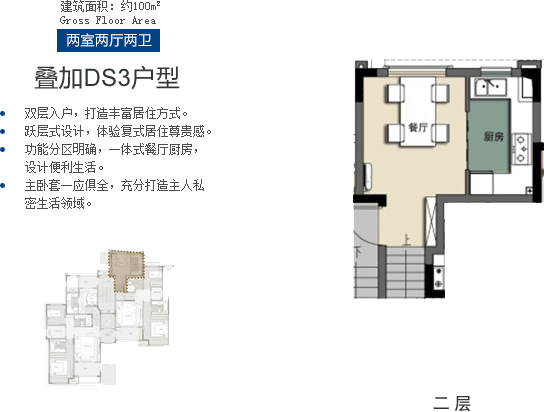 建筑面积：约100m²
Gross Floor Area
两室两厅两卫
叠加DS3户型
双层入户，打造丰富居住方式。
跃层式设计，体验复式居住尊贵感。
功能分区明确，一体式餐厅厨房，
设计便利生活。
主卧套一应俱全，充分打造主人私
密生活领域。
餐厅
厨房
上
下
二层